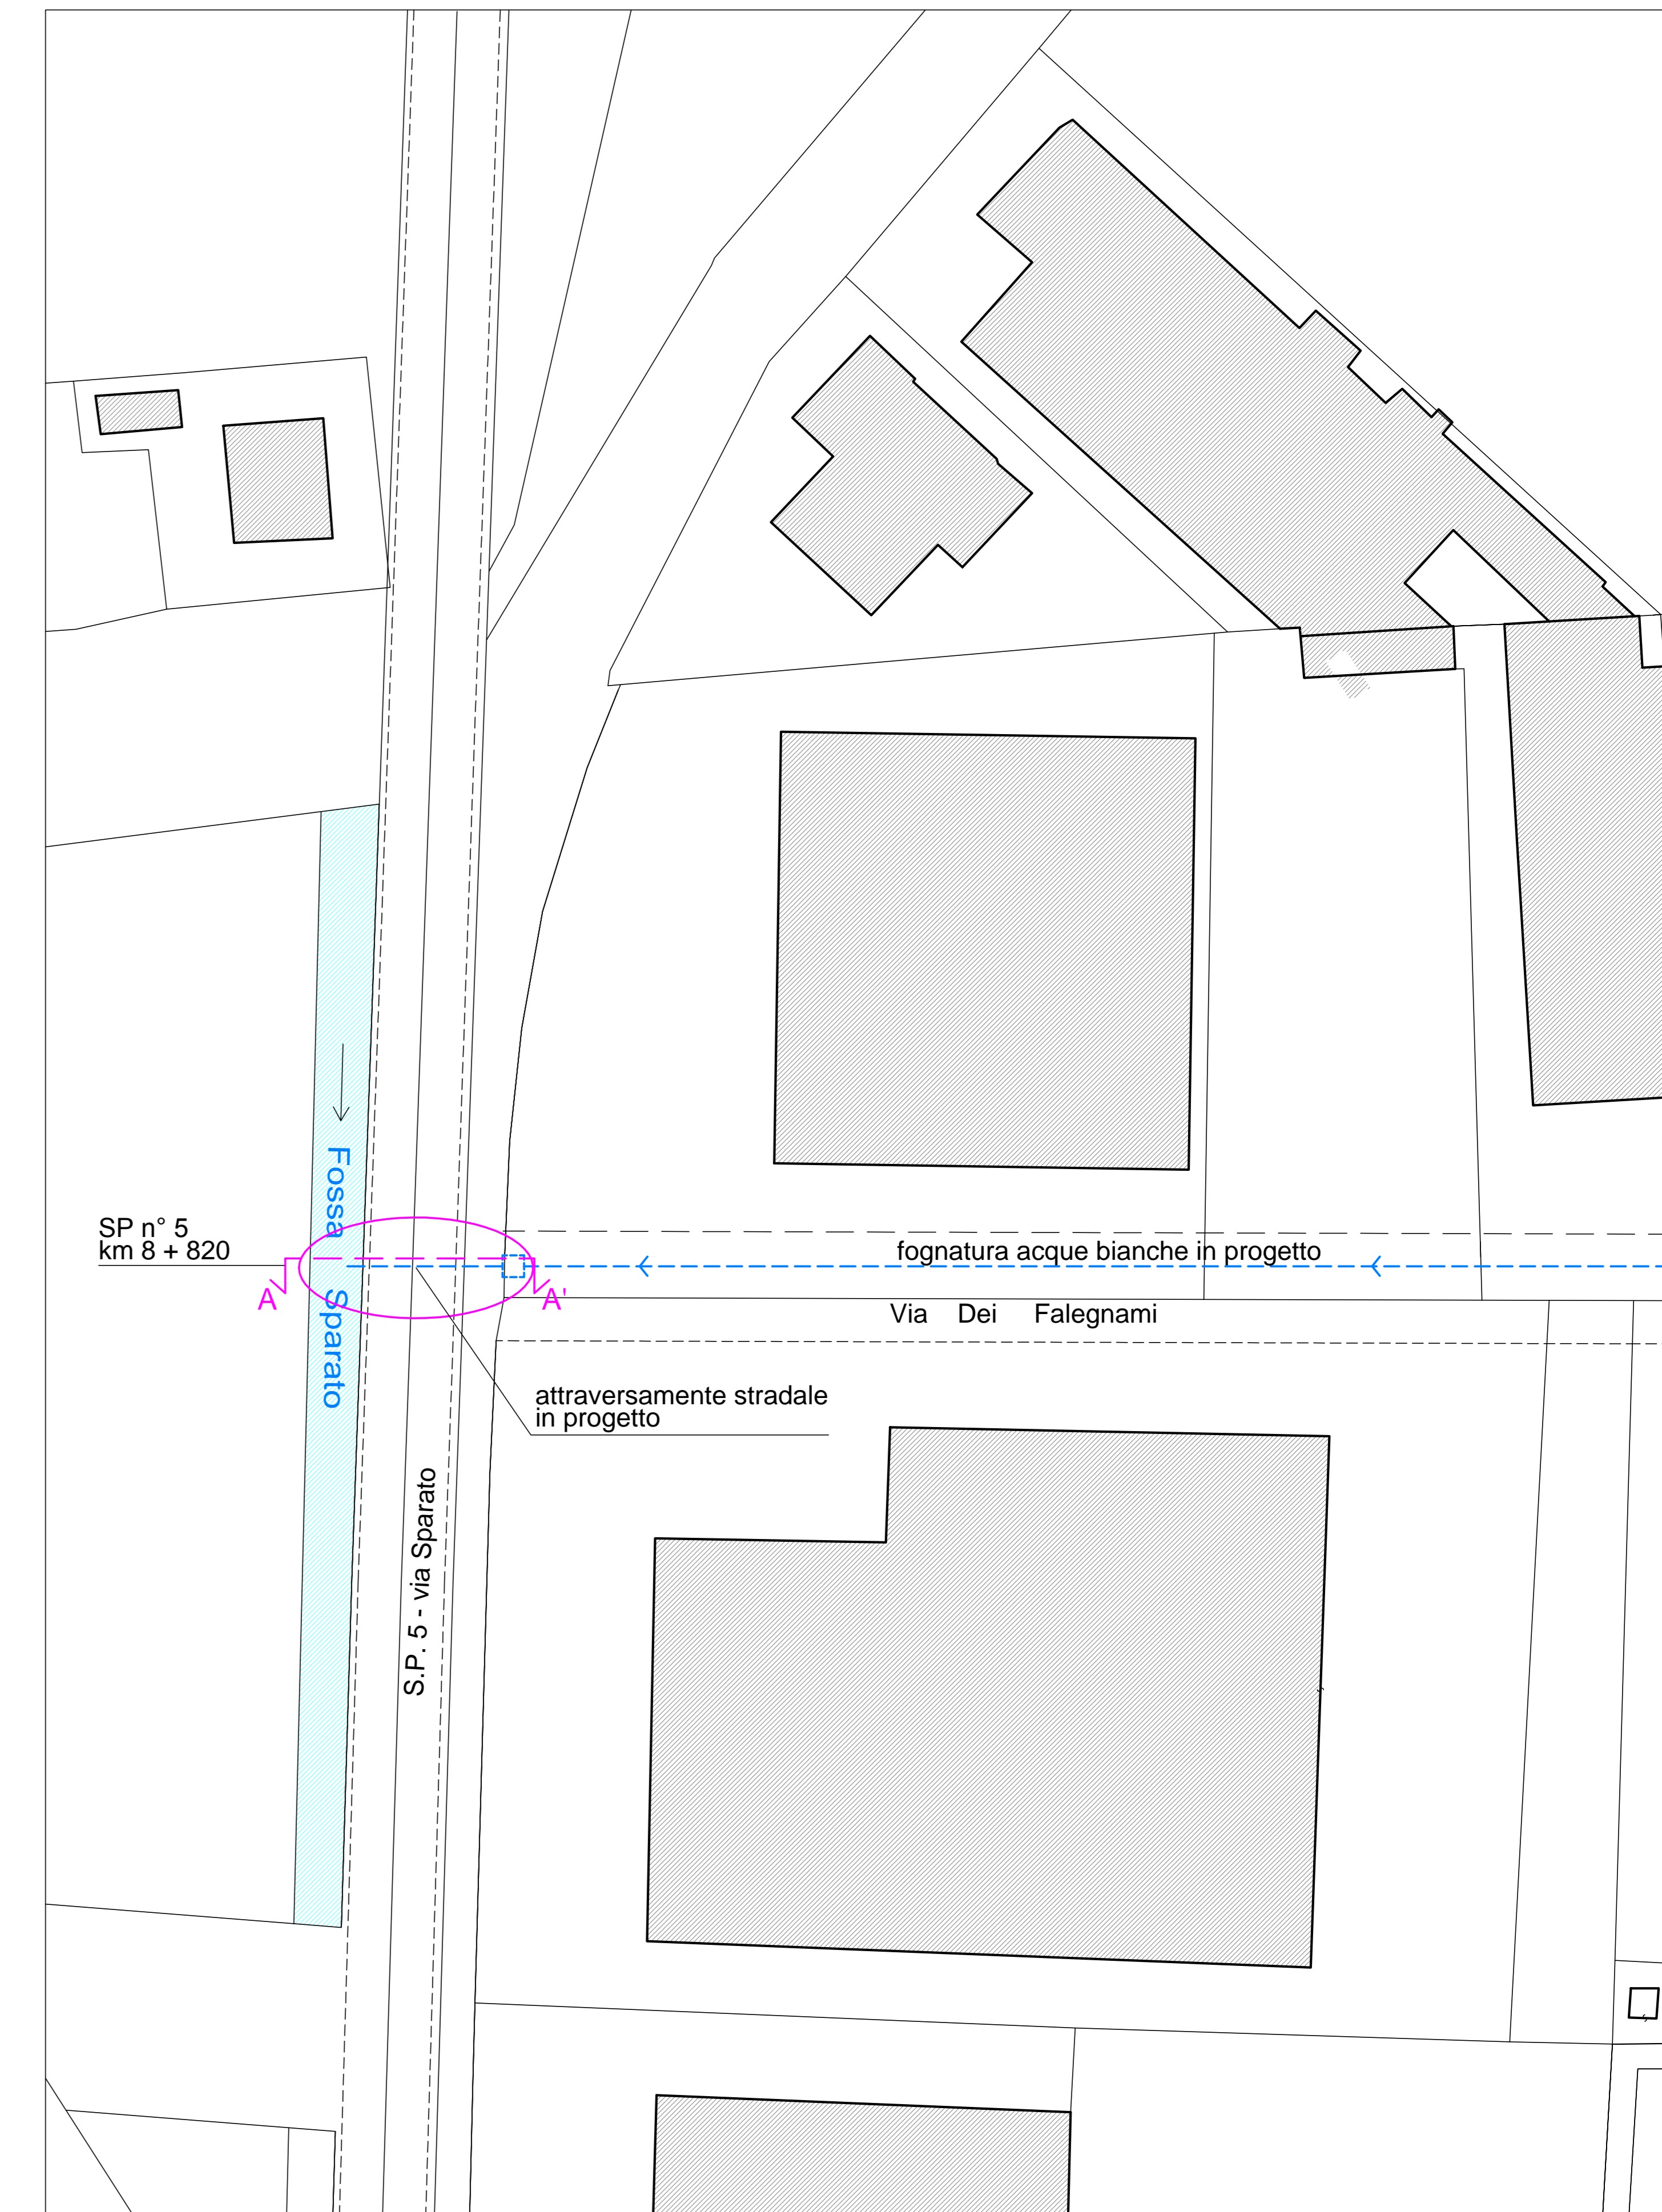 Fossa Sparato
SP n° 5
km 8 + 820
fognatura acque bianche in progetto
A
A'
Via Dei Falegnami
attraversamente stradale
in progetto
S.P. 5 - via Sparato